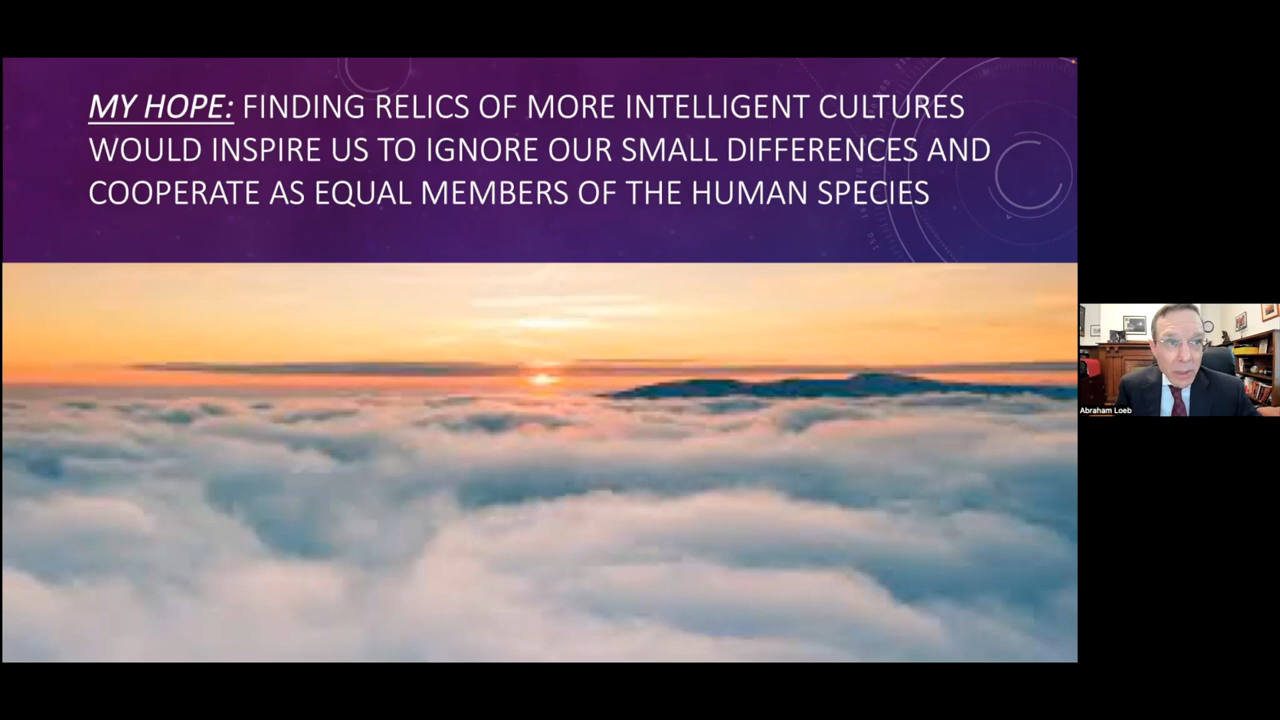 MY HOPE: FINDING RELICS OF MORE INTELLIGENT CULTURES
WOULD INSPIRE US TO IGNORE OUR SMALL DIFFERENCES AND
COOPERATE AS EQUAL MEMBERS OF THE HUMAN SPECIES
Abraham Loeb